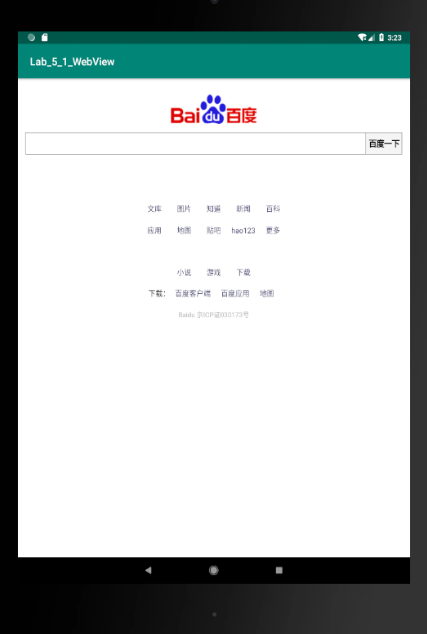 3:23
Lab_5_1_WebView
Bai du 百度
百度一下
文库 图片 知道 新闻 百科
应用 地图 贴吧 hao123 更多
小说 游戏 下载
下载: 百度客户端 百度应用 地图
Baidu 京ICP证030173号